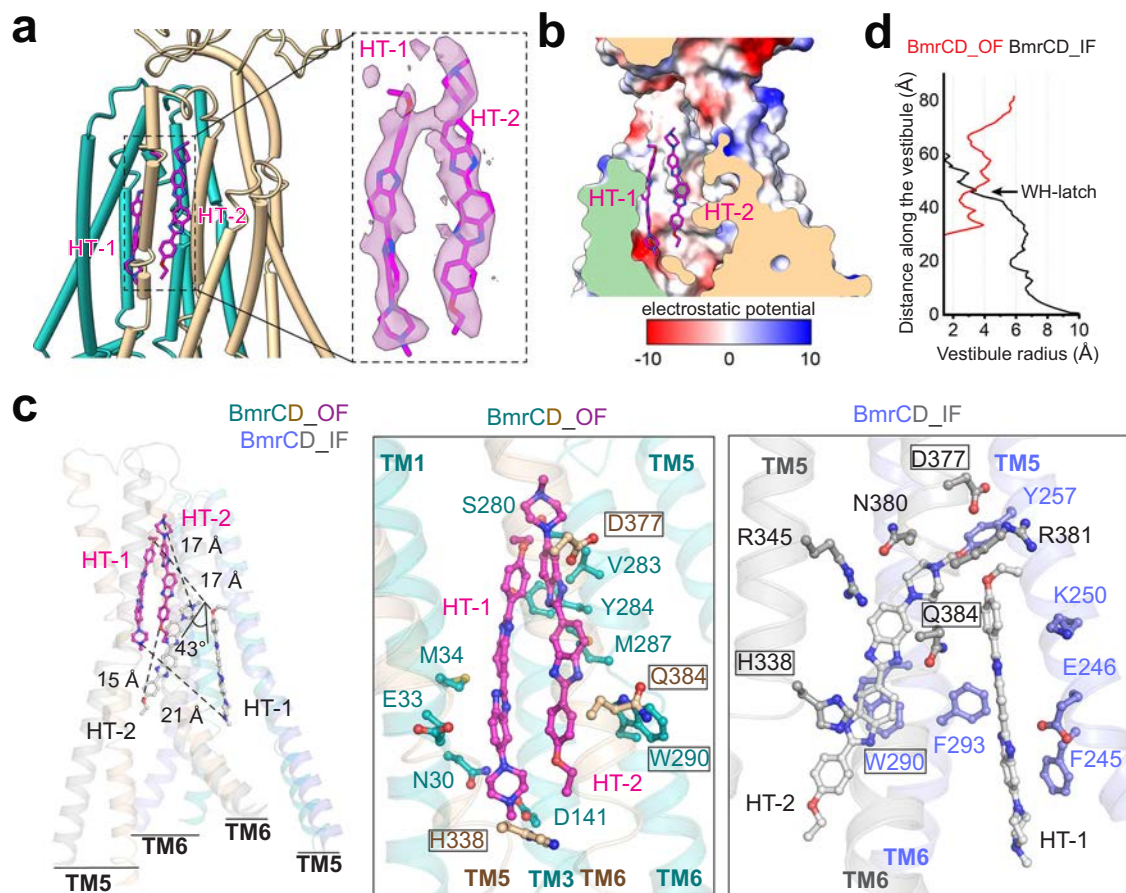 a
HT-1
HT-2
HT-1
HT-2
b
HT-1
HT-2
electrostatic potential
-10
0
10
d
BmrCD_OF BmrCD_IF
Distance along the vestibule (Å)
80
60
40
20
0
WH-latch
4
6
8
10
Vestibule radius (Å)
c
BmrCD_OF
BmrCD_IF
HT-2
HT-1
17 Å
17 Å
43°
15 Å
21 Å
HT-2
HT-1
TM5
TM6
TM6
TM5
BmrCD_OF
TM1
TM5
S280
D377
V283
HT-1
Y284
M287
M34
Q384
E33
W290
N30
HT-2
D141
H338
TM5
TM3
TM6
TM6
BmrCD_IF
TM5
D377
TM5
N380
Y257
R345
R381
Q384
K250
H338
E246
W290
F293
F245
HT-2
HT-1
TM6
TM6